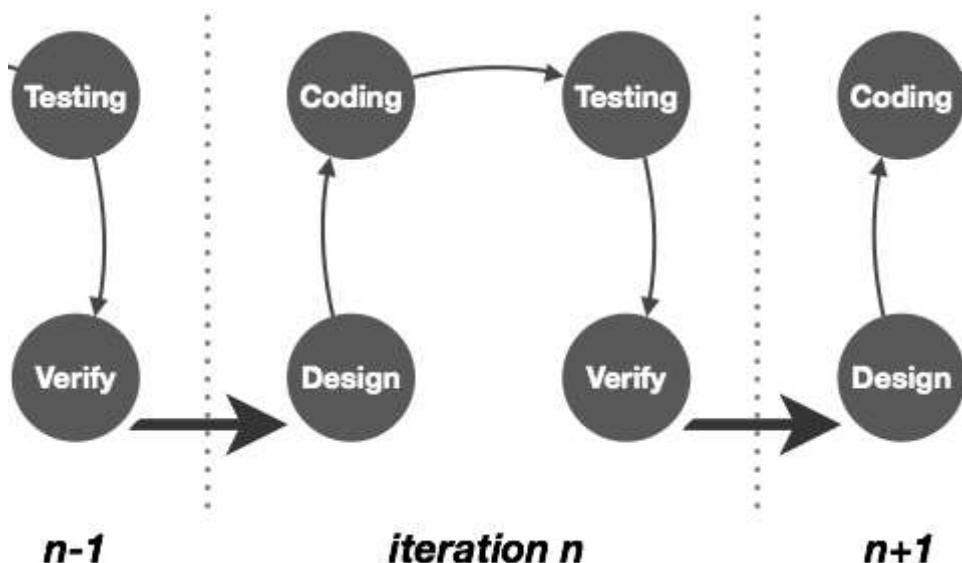 Testing
Coding
Testing
Coding
Verify
Design
Verify
Design
n-1
iteration n
n+1